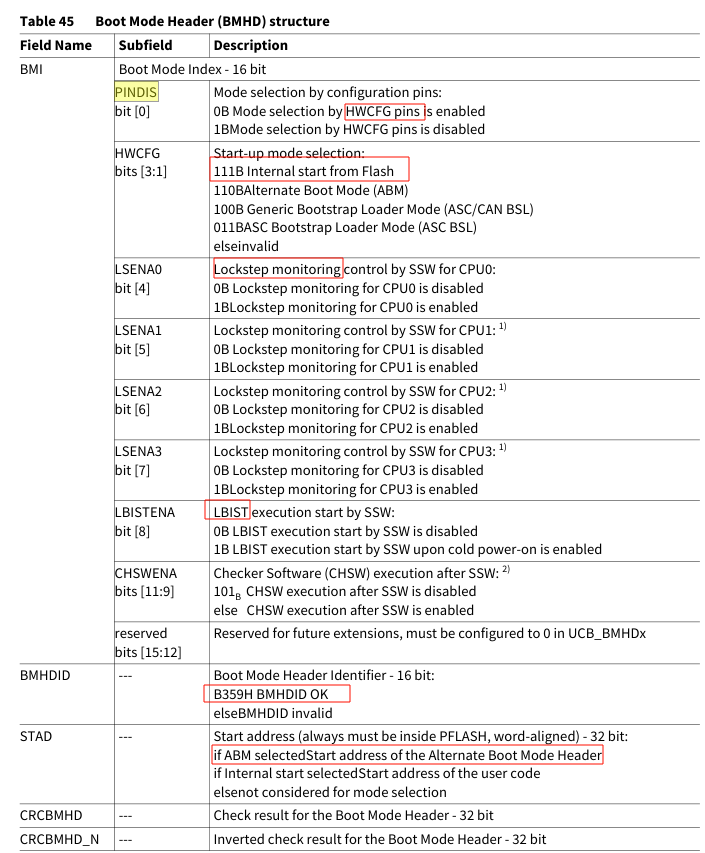 Table 45 Boot Mode Header (BMHD) structure
Field Name Subfield Description
BMI Boot Mode Index - 16 bit
PINDIS Mode selection by configuration pins:
bit [0] 0B Mode selection by HWCFG pins is enabled
1BMode selection by HWCFG pins is disabled
HWCFG Start-up mode selection:
bits [3:1] 111B Internal start from Flash
110BAlternate Boot Mode (ABM)
100B Generic Bootstrap Loader Mode (ASC/CAN BSL)
011BASC Bootstrap Loader Mode (ASC BSL)
elseinvalid
LSENA0 Lockstep monitoring control by SSW for CPU0:
bit [4] 0B Lockstep monitoring for CPU0 is disabled
1BLockstep monitoring for CPU0 is enabled
LSENA1 Lockstep monitoring control by SSW for CPU1: 1)
bit [5] 0B Lockstep monitoring for CPU1 is disabled
1BLockstep monitoring for CPU1 is enabled
LSENA2 Lockstep monitoring control by SSW for CPU2: 1)
bit [6] 0B Lockstep monitoring for CPU2 is disabled
1BLockstep monitoring for CPU2 is enabled
LSENA3 Lockstep monitoring control by SSW for CPU3: 1)
bit [7] 0B Lockstep monitoring for CPU3 is disabled
1BLockstep monitoring for CPU3 is enabled
LBISTENA LBIST execution start by SSW:
bit [8] 0B LBIST execution start by SSW is disabled
1B LBIST execution start by SSW upon cold power-on is enabled
CHSWENA Checker Software (CHSW) execution after SSW: 2)
bits [11:9] 101B CHSW execution after SSW is disabled
else CHSW execution after SSW is enabled
reserved Reserved for future extensions, must be configured to 0 in UCB_BMHDx
bits [15:12]
BMHDID --- Boot Mode Header Identifier - 16 bit:
B359H BMHDID OK
elseBMHDID invalid
STAD --- Start address (always must be inside PFLASH, word-aligned) - 32 bit:
if ABM selectedStart address of the Alternate Boot Mode Header
if Internal start selectedStart address of the user code
elsenot considered for mode selection
CRCBMHD --- Check result for the Boot Mode Header - 32 bit
CRCBMHD_N --- Inverted check result for the Boot Mode Header - 32 bit